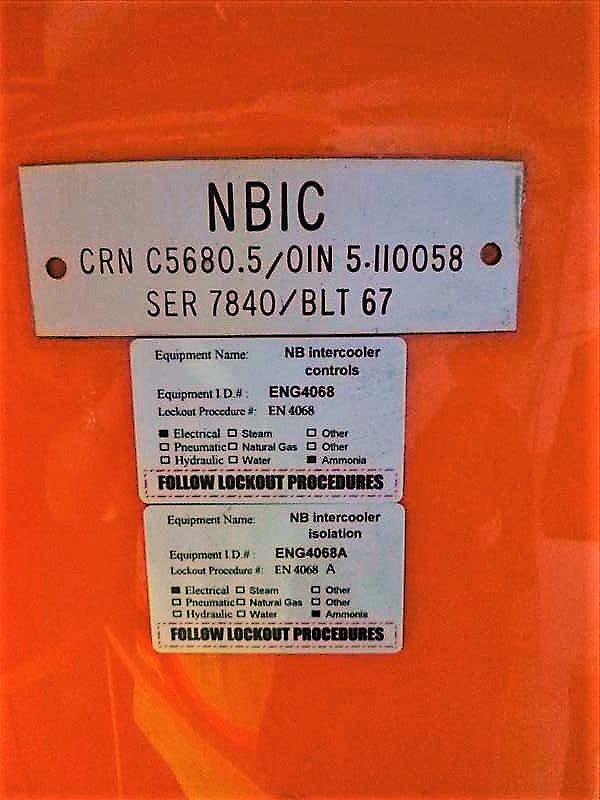 NBIC
CRN C5680.5/OIN 5-110058
SER 7840/BLT 67
Equipment Name: NB intercooler
controls
Equipment I.D.# : ENG4068
Lockout Procedure #: EN 4068
■ Electrical □ Steam □ Other
□ Pneumatic □ Natural Gas □ Other
□ Hydraulic □ Water ■ Ammonia
FOLLOW LOCKOUT PROCEDURES
Equipment Name: NB intercooler
isolation
Equipment I.D.# : ENG4068A
Lockout Procedure #: EN 4068 A
■ Electrical □ Steam □ Other
□ Pneumatic □ Natural Gas □ Other
□ Hydraulic □ Water ■ Ammonia
FOLLOW LOCKOUT PROCEDURES